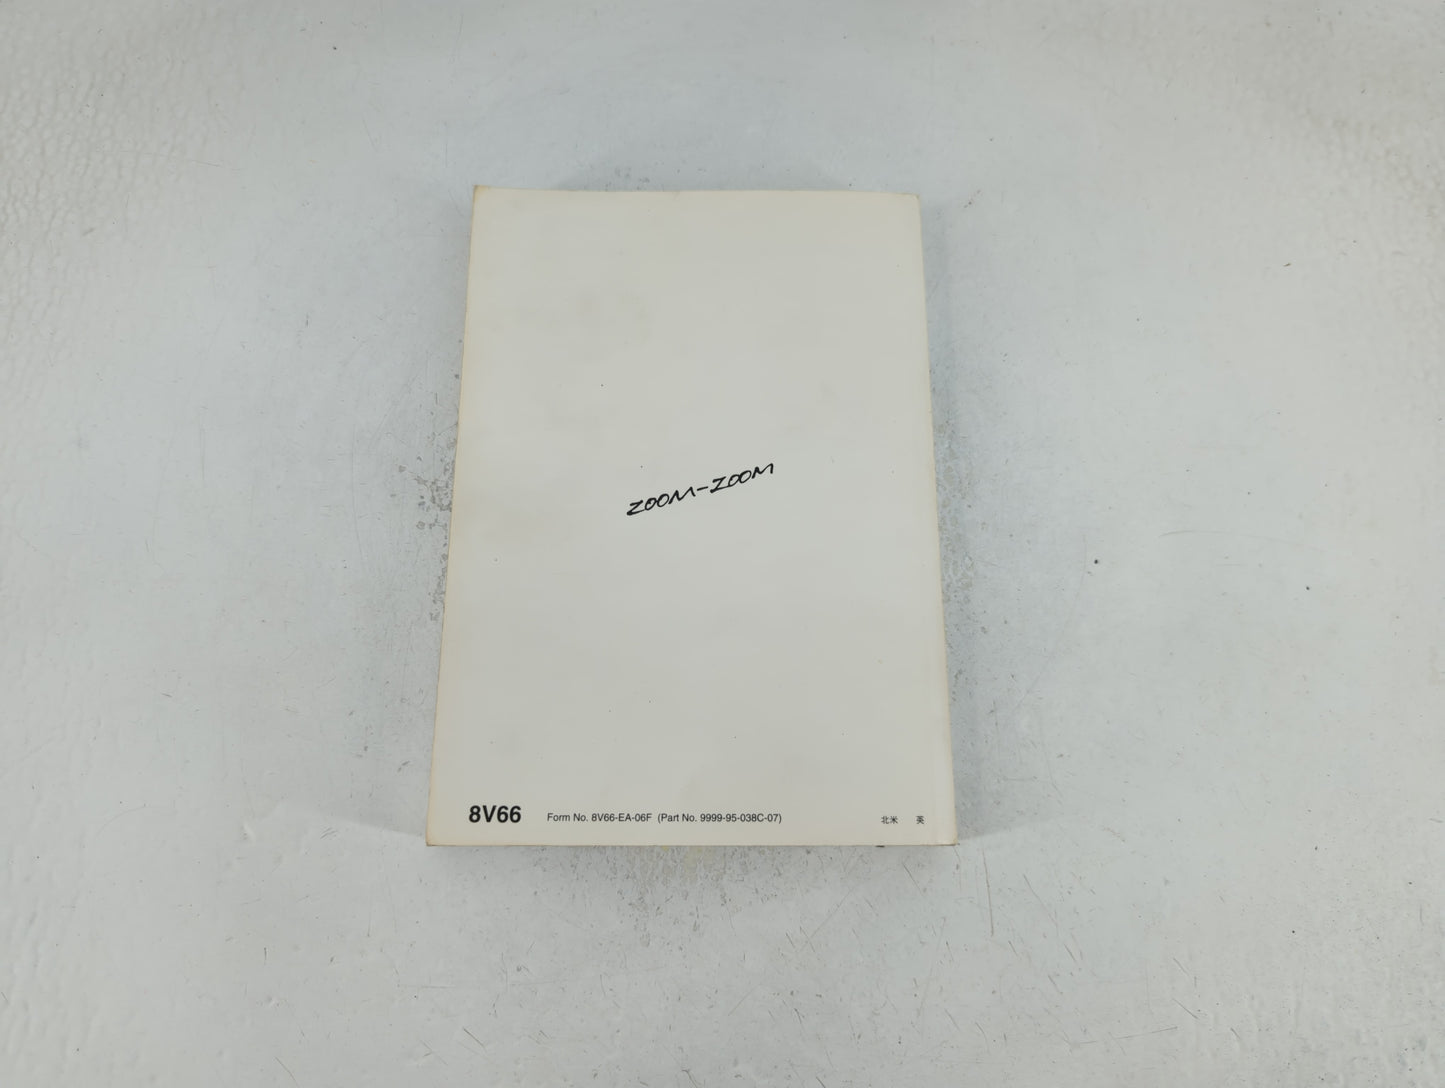 ZOOM-ZOOM
8V66 Form No. 8V66-EA-06F (Part No. 9999-95-038C-07) 北米 英